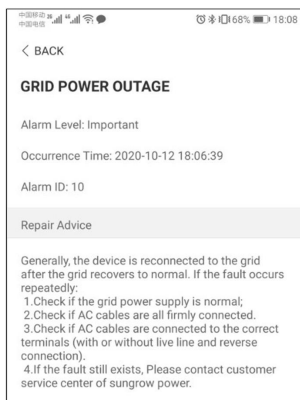 中国移动 26 46 68% 18:08
中国电信
< BACK
GRID POWER OUTAGE
Alarm Level: Important
Occurrence Time: 2020-10-12 18:06:39
Alarm ID: 10
Repair Advice
Generally, the device is reconnected to the grid
after the grid recovers to normal. If the fault occurs
repeatedly:
1.Check if the grid power supply is normal;
2.Check if AC cables are all firmly connected.
3.Check if AC cables are connected to the correct
terminals (with or without live line and reverse
connection).
4.If the fault still exists, Please contact customer
service center of sungrow power.